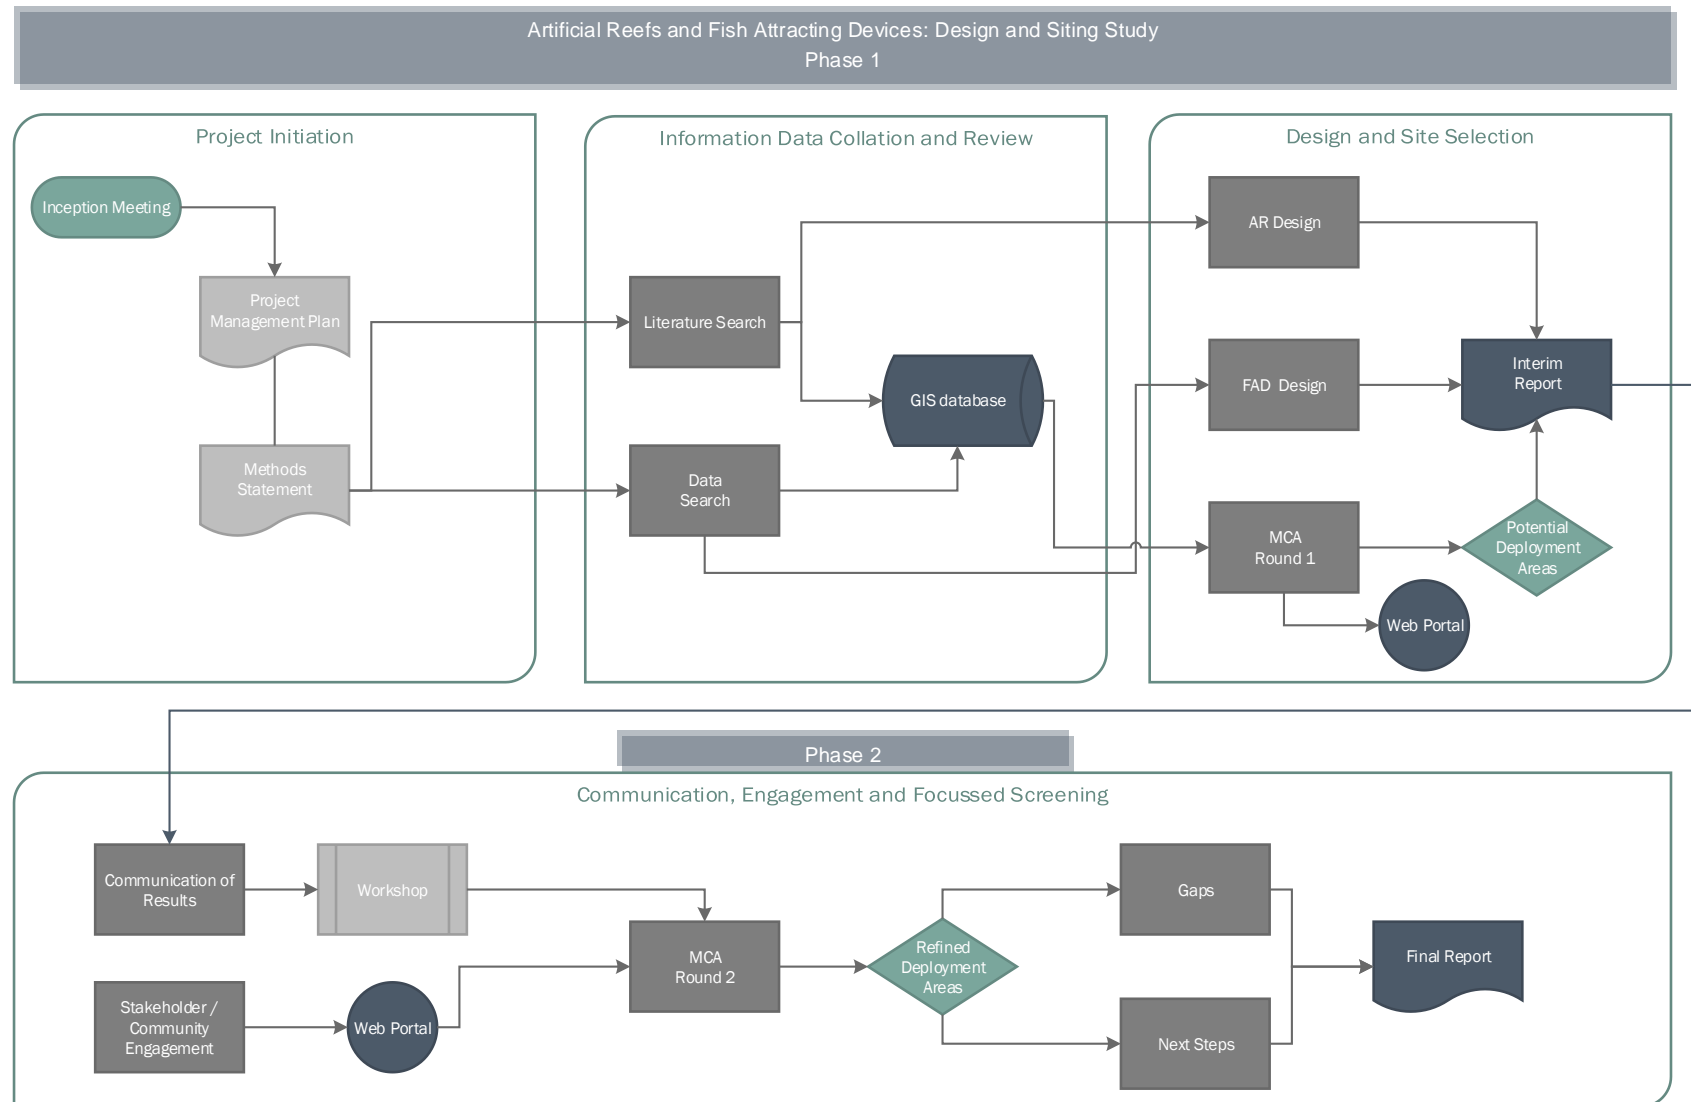 Artificial Reefs and Fish Attracting Devices: Design and Siting Study
Phase 1
Project Initiation
Inception Meeting
Project
Management Plan
Methods
Statement
Information Data Collation and Review
Literature Search
GIS database
Data
Search
Design and Site Selection
AR Design
FAD Design
Interim
Report
MCA
Round 1
Potential
Deployment
Areas
Web Portal
Phase 2
Communication, Engagement and Focussed Screening
Communication of
Results
Workshop
Stakeholder /
Community
Engagement
Web Portal
MCA
Round 2
Refined
Deployment
Areas
Gaps
Next Steps
Final Report